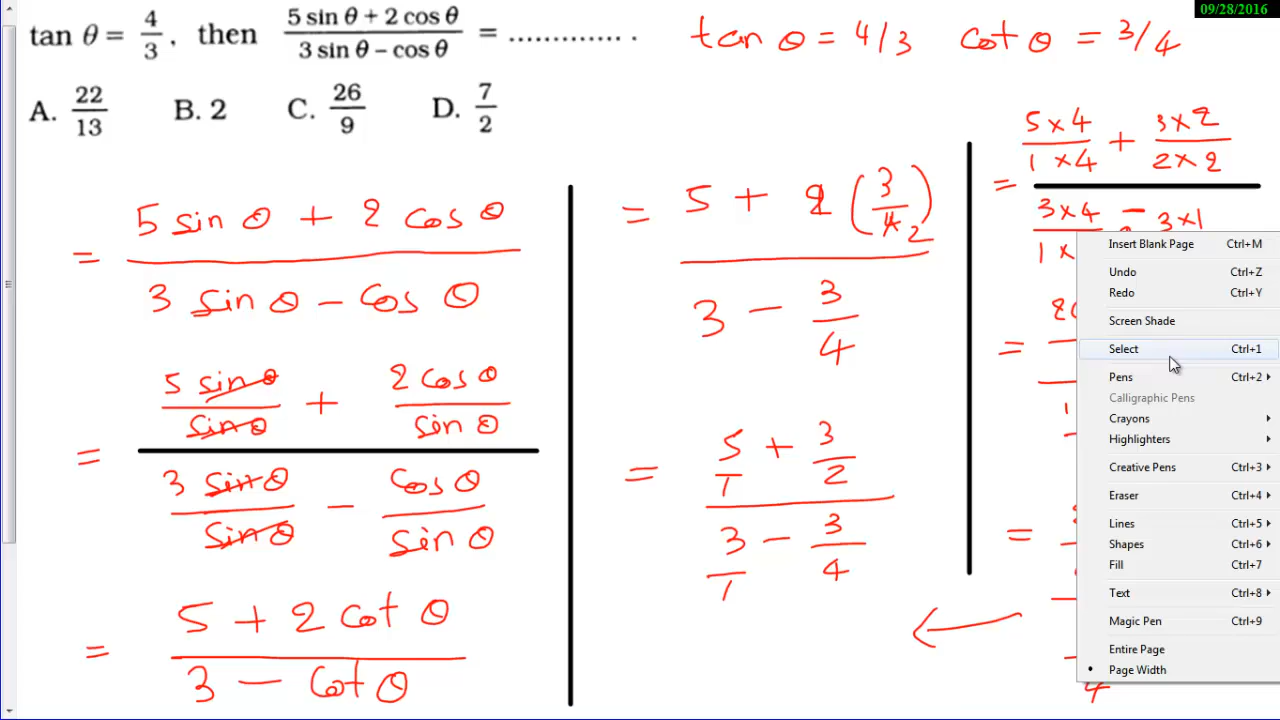 09/28/2016
tan θ = 4/3, then (5 sin θ + 2 cos θ)/(3 sin θ – cos θ) = ............. .
A. 22/13 B. 2 C. 26/9 D. 7/2
tan θ = 4/3 cot θ = 3/4
= (5 sin θ + 2 cos θ)/(3 sin θ – cos θ)
= (5 sin θ/sin θ + 2 cos θ/sin θ)/(3 sin θ/sin θ – cos θ/sin θ)
= (5 + 2 cot θ)/(3 – cot θ)
= (5 + 2(3/4 2))/(3 – 3/4)
= (5/1 + 3/2)/(3/1 – 3/4)
= (5×4/1×4 + 3×2/2×2)/(3×4/1× – 3×1
=
=
4
Insert Blank Page Ctrl+M
Undo Ctrl+Z
Redo Ctrl+Y
Screen Shade
Select Ctrl+1
Pens Ctrl+2
Calligraphic Pens
Crayons
Highlighters
Creative Pens Ctrl+3
Eraser Ctrl+4
Lines Ctrl+5
Shapes Ctrl+6
Fill Ctrl+7
Text Ctrl+8
Magic Pen Ctrl+9
Entire Page
Page Width